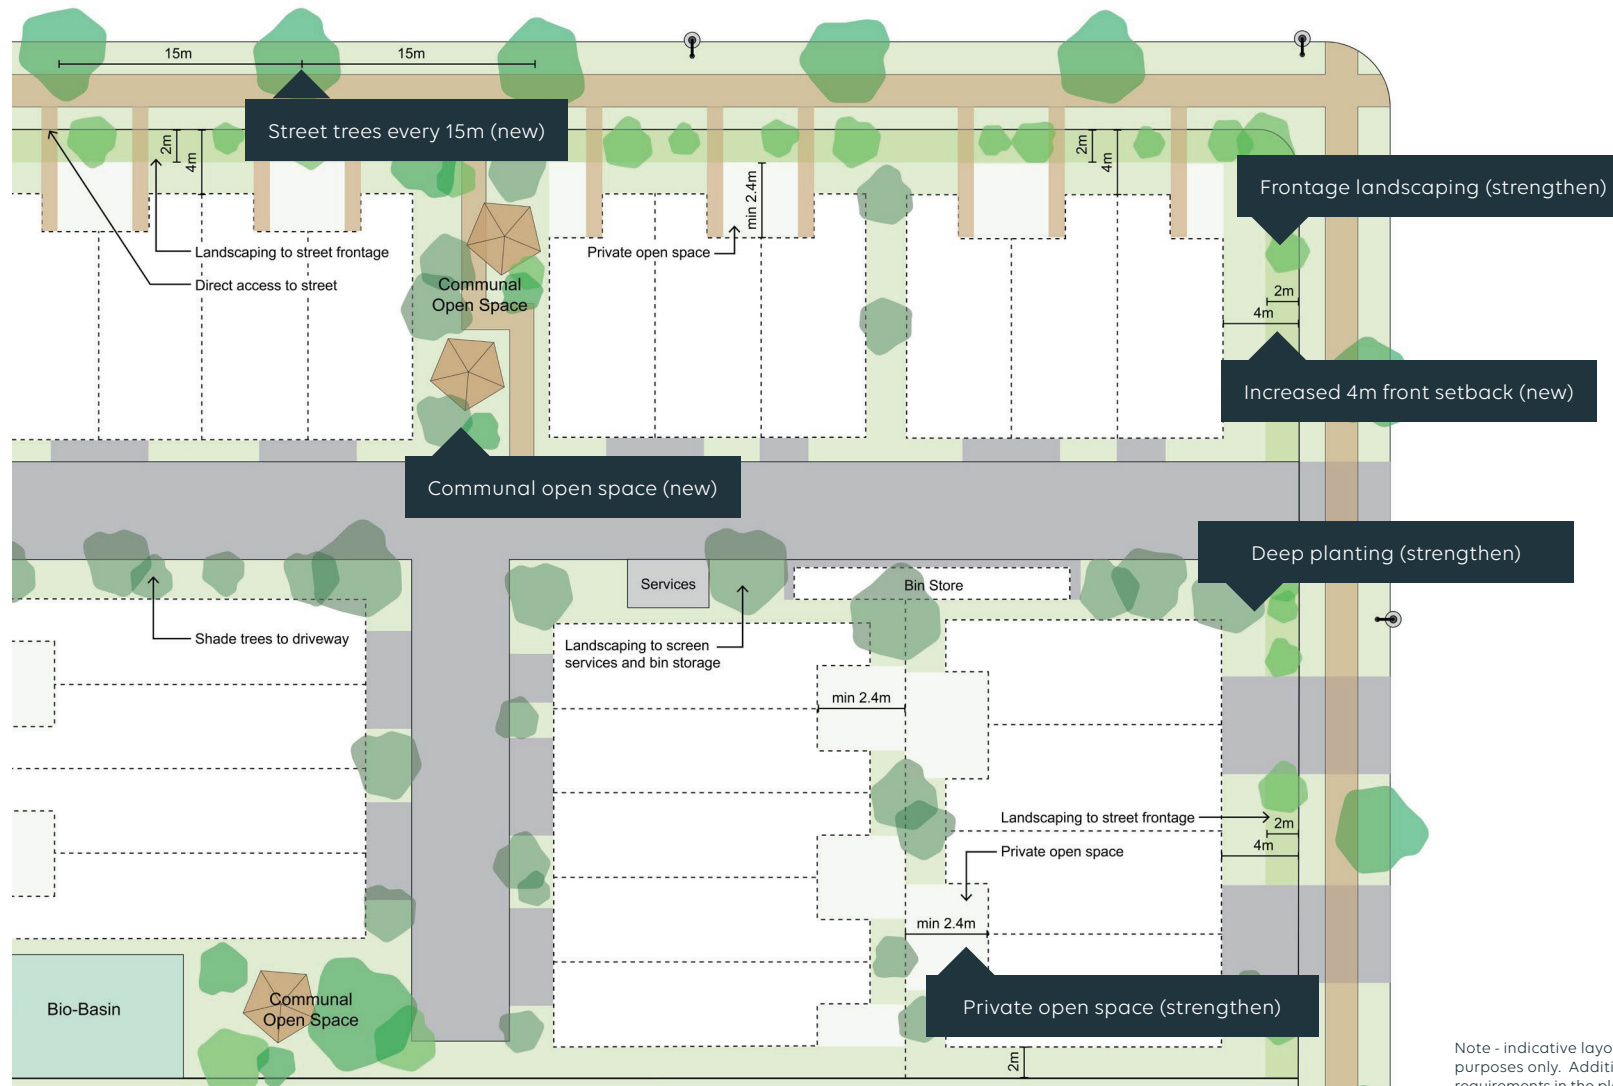 15m
15m
Street trees every 15m (new)
2m
4m
2m
4m
Frontage landscaping (strengthen)
min 2.4m
Landscaping to street frontage
Private open space
Direct access to street
Communal
Open Space
2m
4m
Increased 4m front setback (new)
Communal open space (new)
Deep planting (strengthen)
Services
Bin Store
Shade trees to driveway
Landscaping to screen
services and bin storage
min 2.4m
Landscaping to street frontage
2m
4m
Private open space
min 2.4m
Communal
Open Space
Bio-Basin
Private open space (strengthen)
2m
Note - indicative layo
purposes only. Additi
requirements in the pl